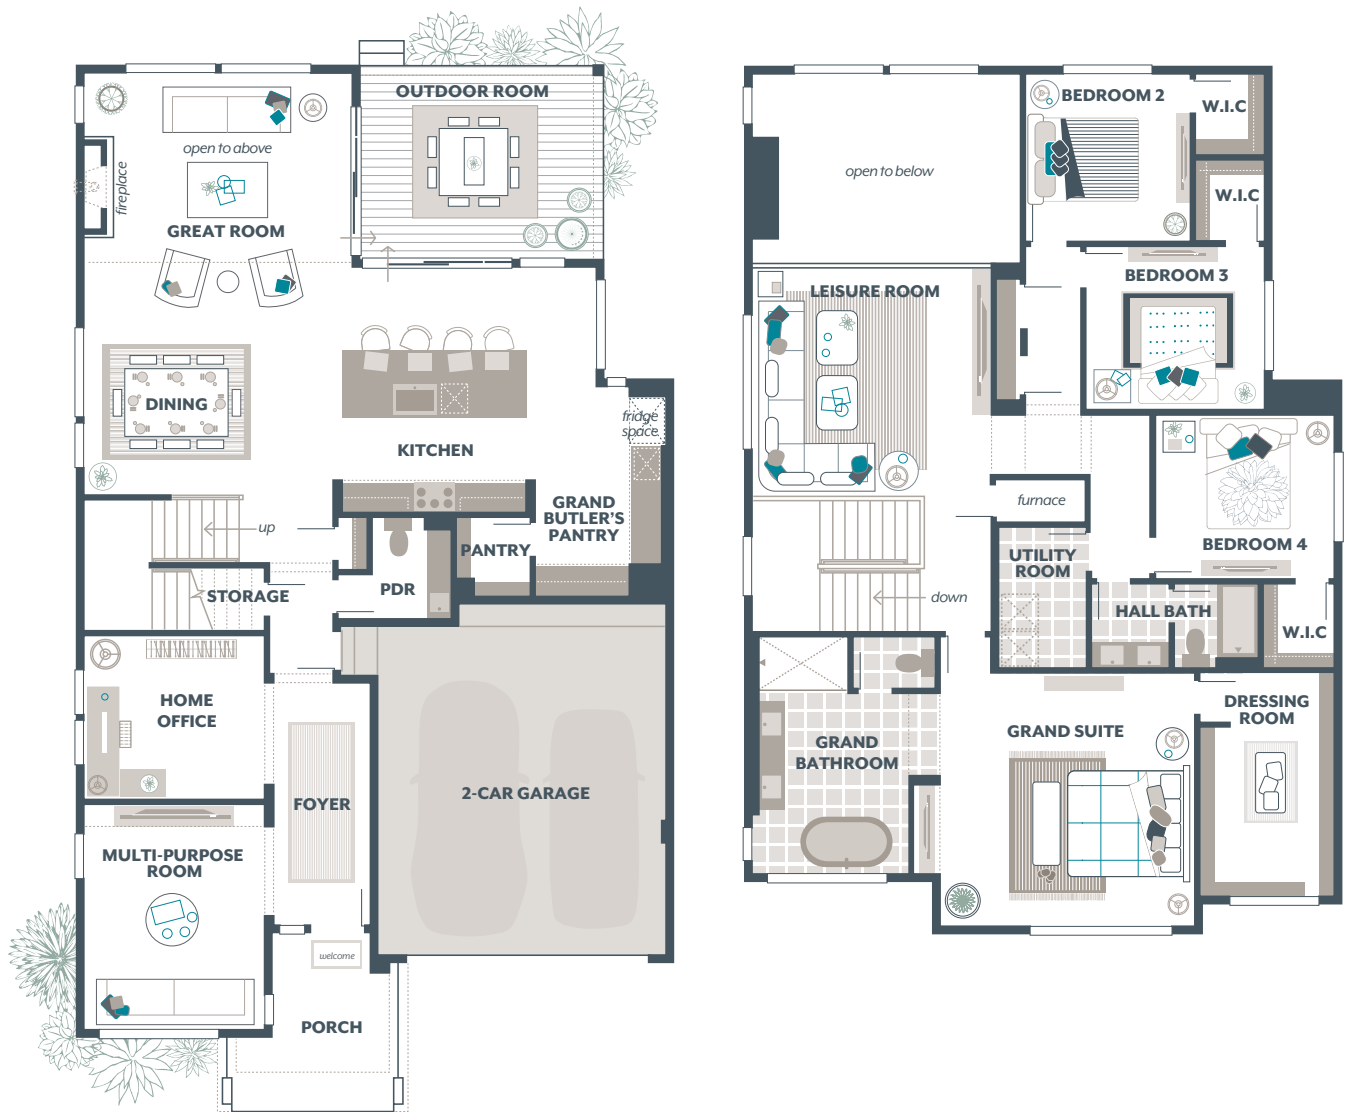 OUTDOOR ROOM
open to above
fireplace
GREAT ROOM
DINING
fridge
space
KITCHEN
GRAND
BUTLER'S
PANTRY
up
PANTRY
PDR
STORAGE
HOME
OFFICE
FOYER
2-CAR GARAGE
MULTI-PURPOSE
ROOM
welcome
PORCH
BEDROOM 2
W.I.C
open to below
W.I.C
BEDROOM 3
LEISURE ROOM
furnace
BEDROOM 4
UTILITY
ROOM
down
HALL BATH
W.I.C
DRESSING
ROOM
GRAND SUITE
GRAND
BATHROOM